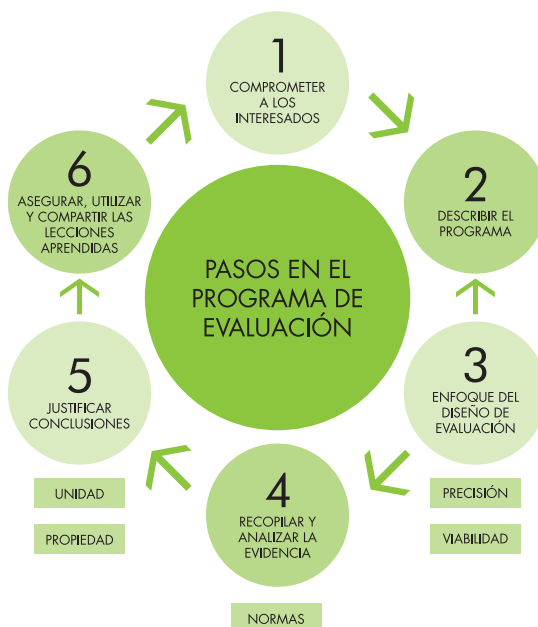 1
COMPROMETER
A LOS
INTERESADOS
2
DESCRIBIR EL
PROGRAMA
3
ENFOQUE DEL
DISEÑO DE
EVALUACIÓN
4
RECOPILAR Y
ANALIZAR LA
EVIDENCIA
5
JUSTIFICAR
CONCLUSIONES
6
ASEGURAR, UTILIZAR
Y COMPARTIR LAS
LECCIONES
APRENDIDAS
PASOS EN EL
PROGRAMA DE
EVALUACIÓN
UNIDAD
PROPIEDAD
PRECISIÓN
VIABILIDAD
NORMAS